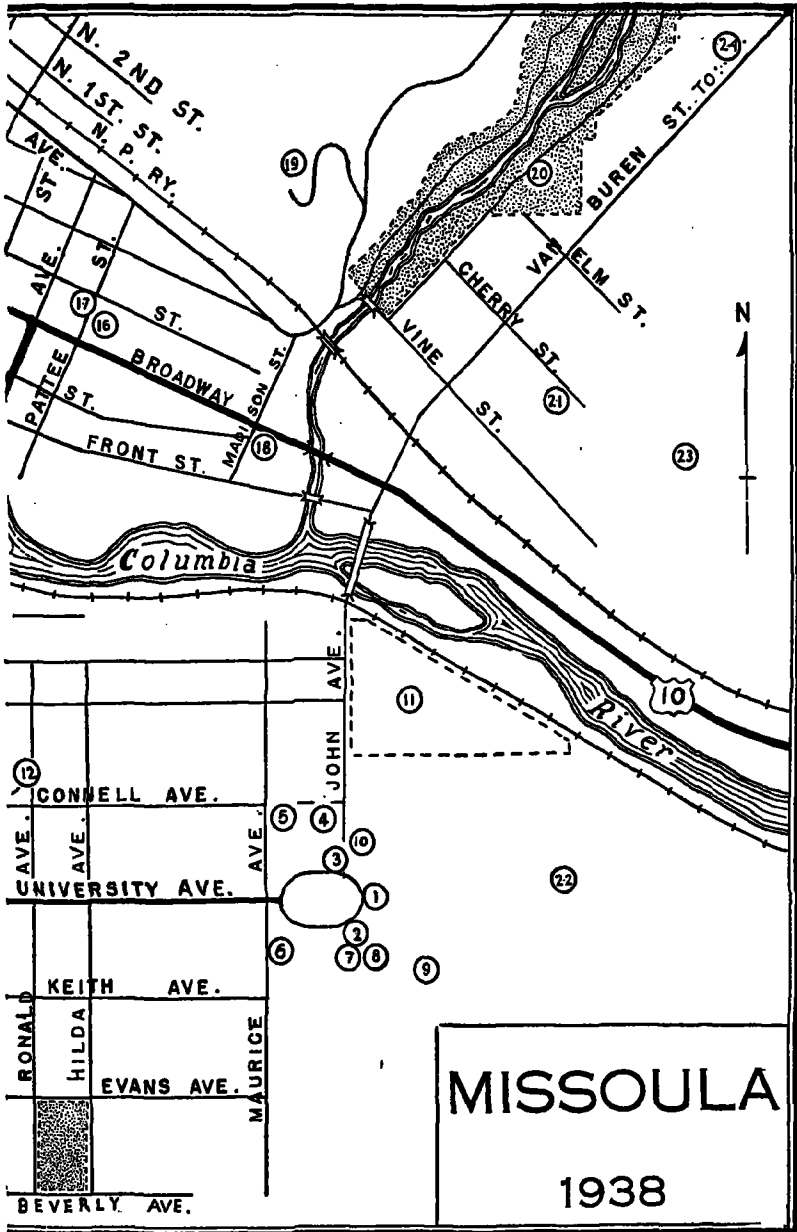 N. 2ND ST.
N. 1ST. ST.
N. P. RY.
AVE.
ST
AVE.
ST.
19
20
24
VAN BUREN ST. TO
ELM ST.
CHERRY ST.
VINE ST.
N
17
16
ST.
BROADWAY
MADISON ST.
PATTEE
ST.
FRONT ST.
18
21
23
Columbia River
10
11
JOHN AVE.
12
CONNELL AVE.
5
4
10
3
AVE.
AVE.
AVE.
UNIVERSITY AVE.
1
2
22
6
7
8
9
KEITH AVE.
RONALD
HILDA
MAURICE
EVANS AVE.
BEVERLY AVE.
MISSOULA
1938